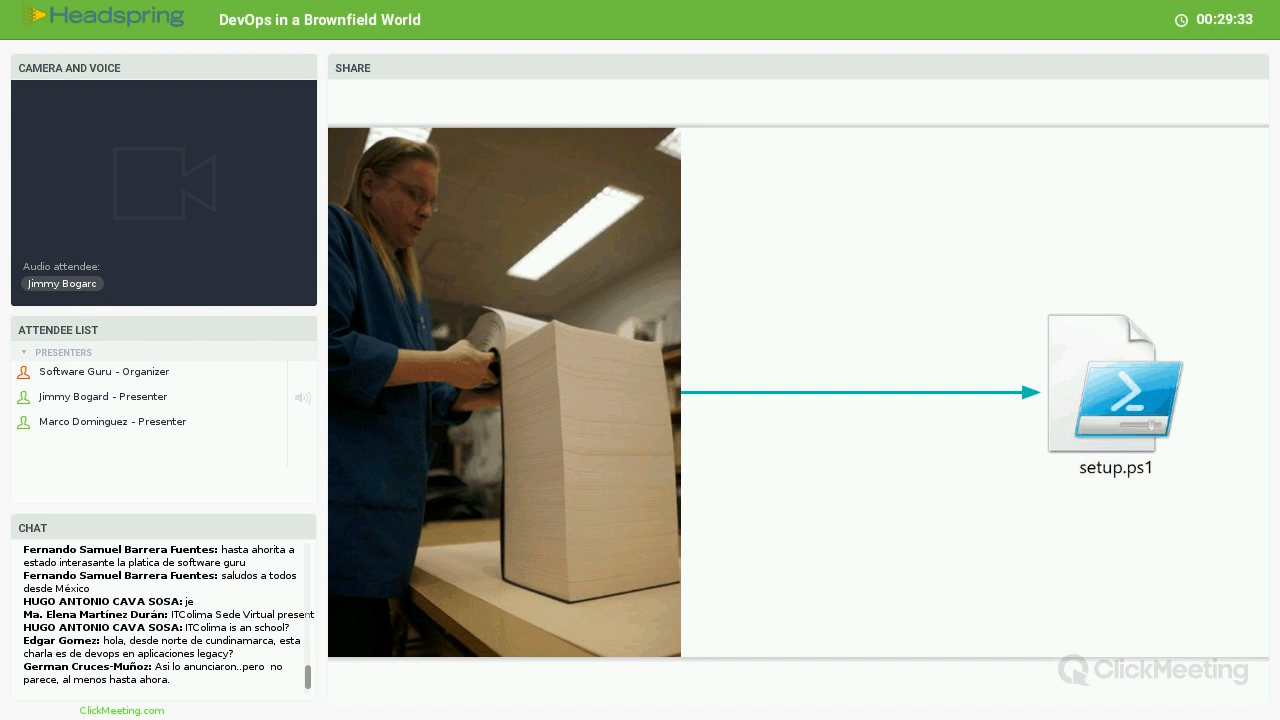 Headspring
DevOps in a Brownfield World
00:29:33
CAMERA AND VOICE
Audio attendee:
Jimmy Bogarc
ATTENDEE LIST
PRESENTERS
Software Guru - Organizer
Jimmy Bogard - Presenter
Marco Dominguez - Presenter
CHAT
Fernando Samuel Barrera Fuentes: hasta ahorita a
estado interasante la platica de software guru
Fernando Samuel Barrera Fuentes: saludos a todos
desde México
HUGO ANTONIO CAVA SOSA: je
Ma. Elena Martínez Durán: ITColima Sede Virtual present
HUGO ANTONIO CAVA SOSA: ITColima is an school?
Edgar Gomez: hola, desde norte de cundinamarca, esta
charla es de devops en aplicaciones legacy?
German Cruces-Muñoz: Asi lo anunciaron..pero no
parece, al menos hasta ahora.
ClickMeeting.com
SHARE
setup.ps1
ClickMeeting